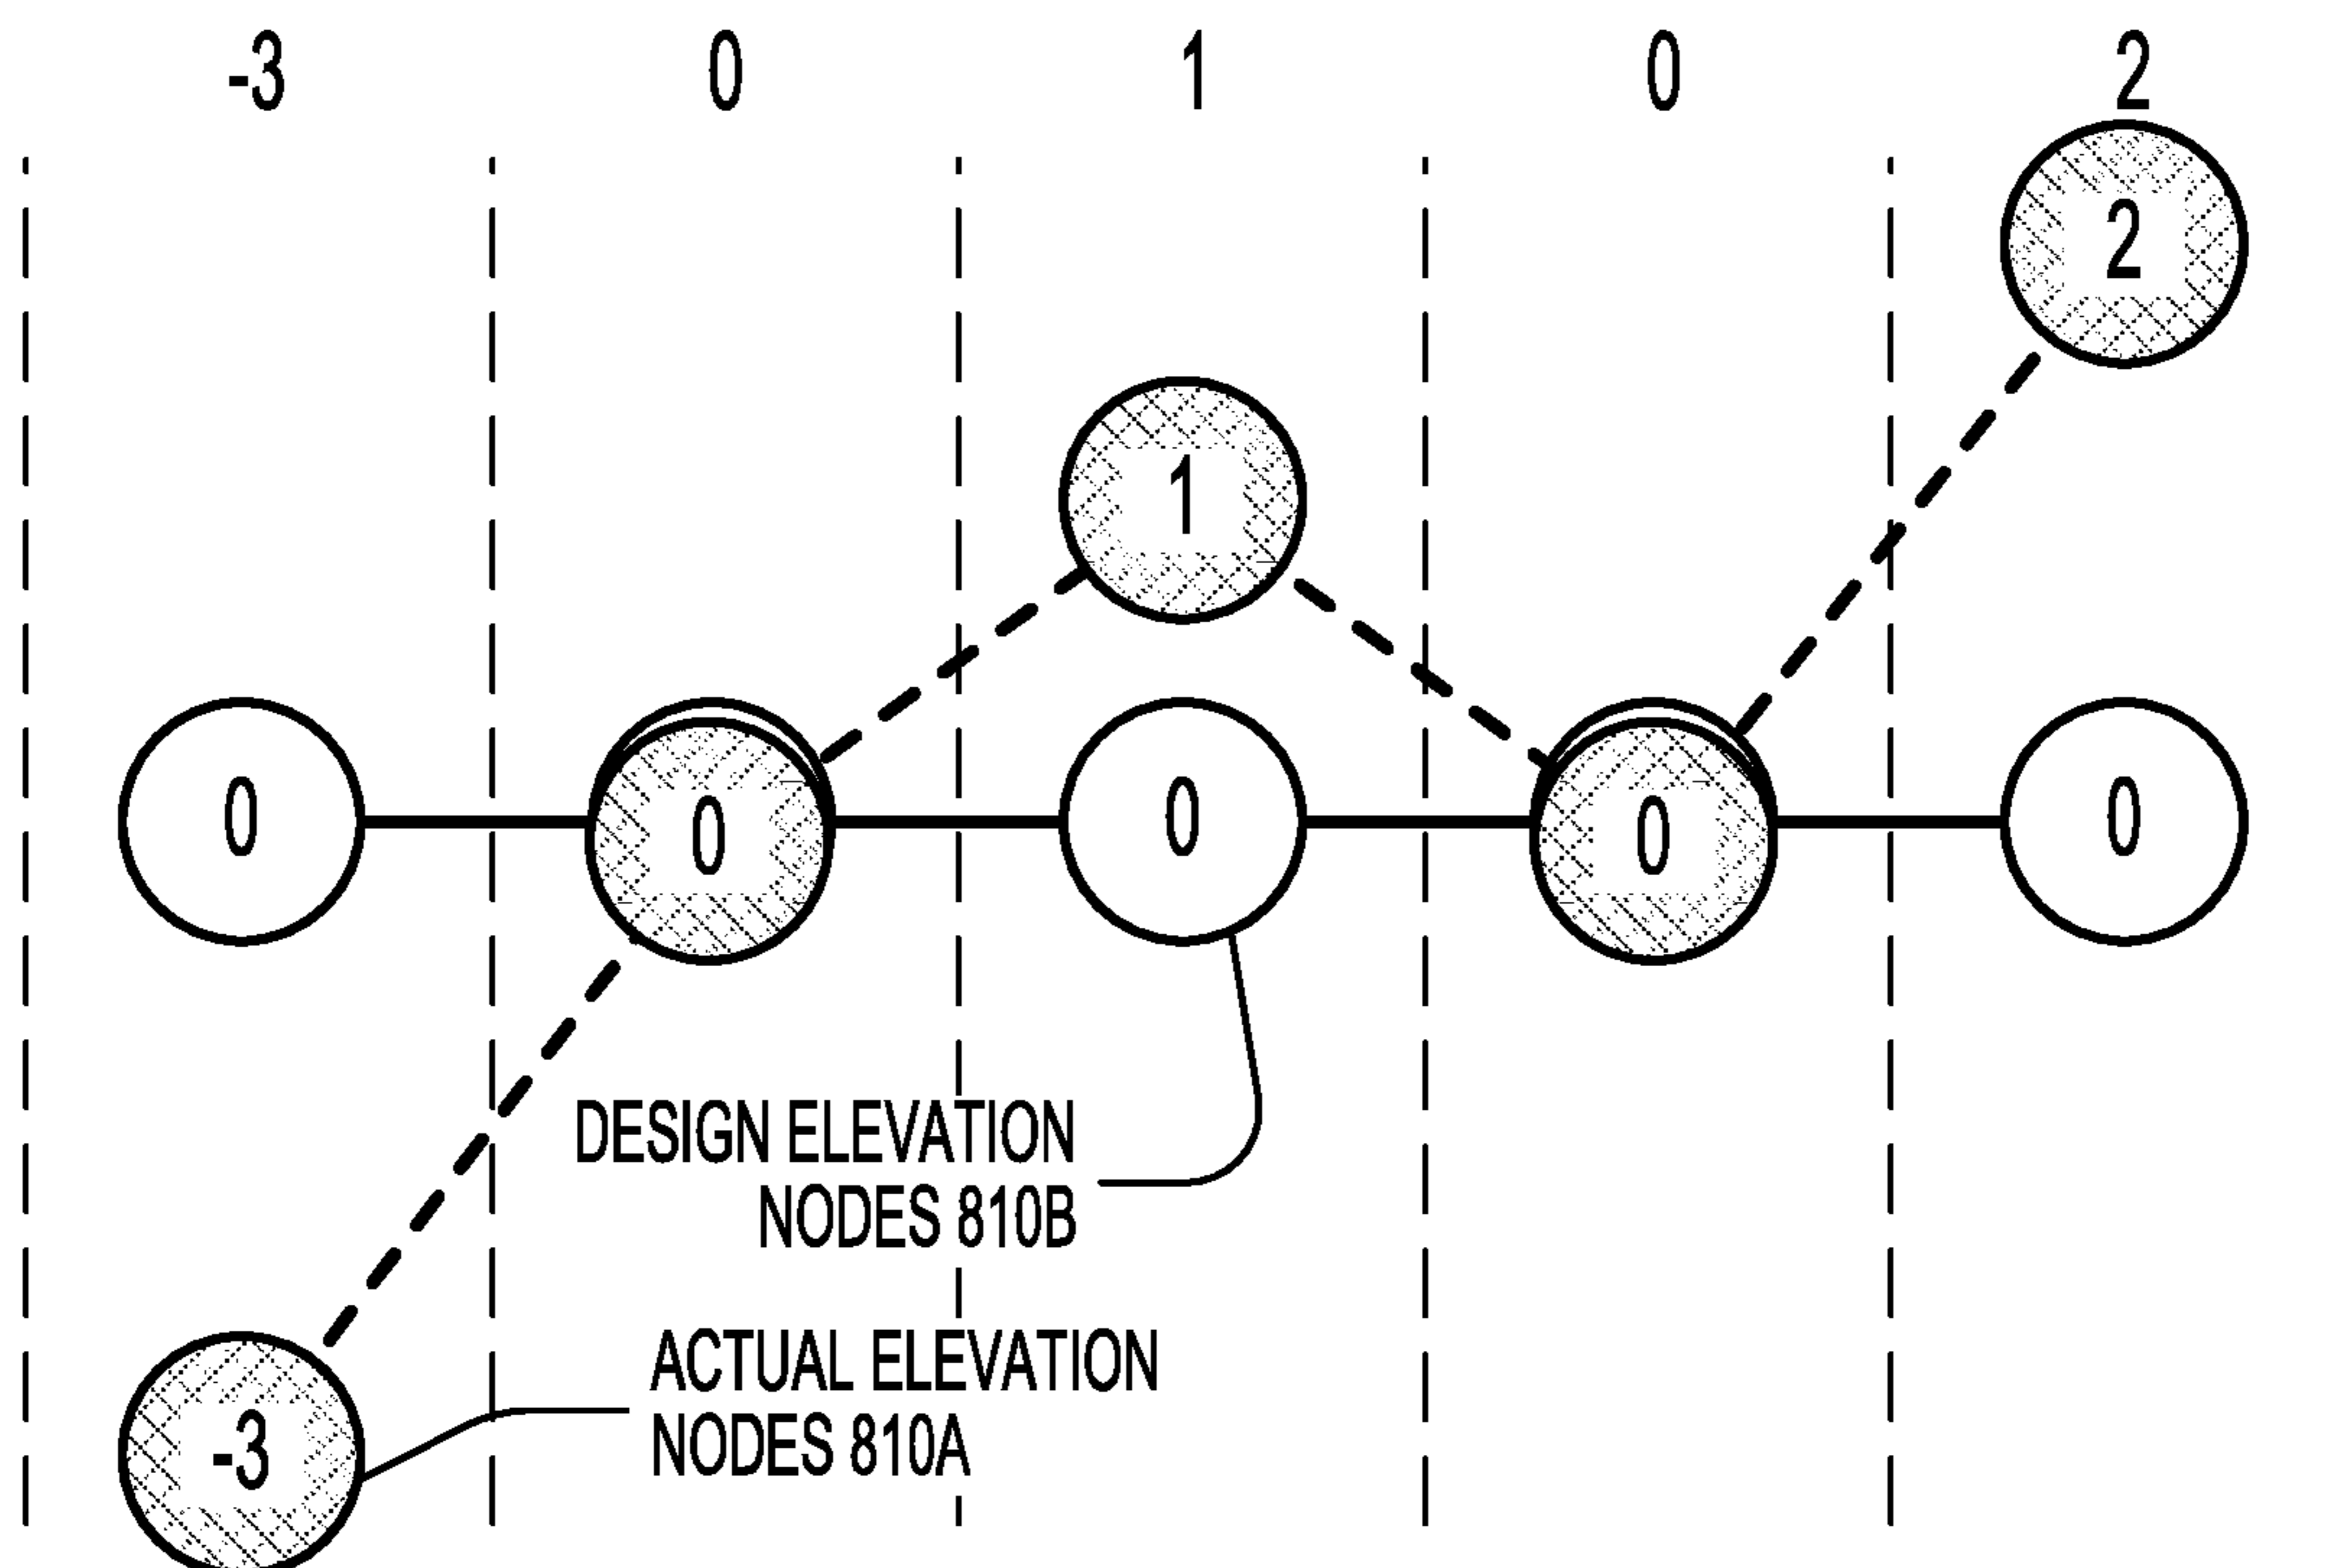 -3 0 1 0 2
2
1
0 0 0 0 0
DESIGN ELEVATION
NODES 810B
ACTUAL ELEVATION
NODES 810A
-3